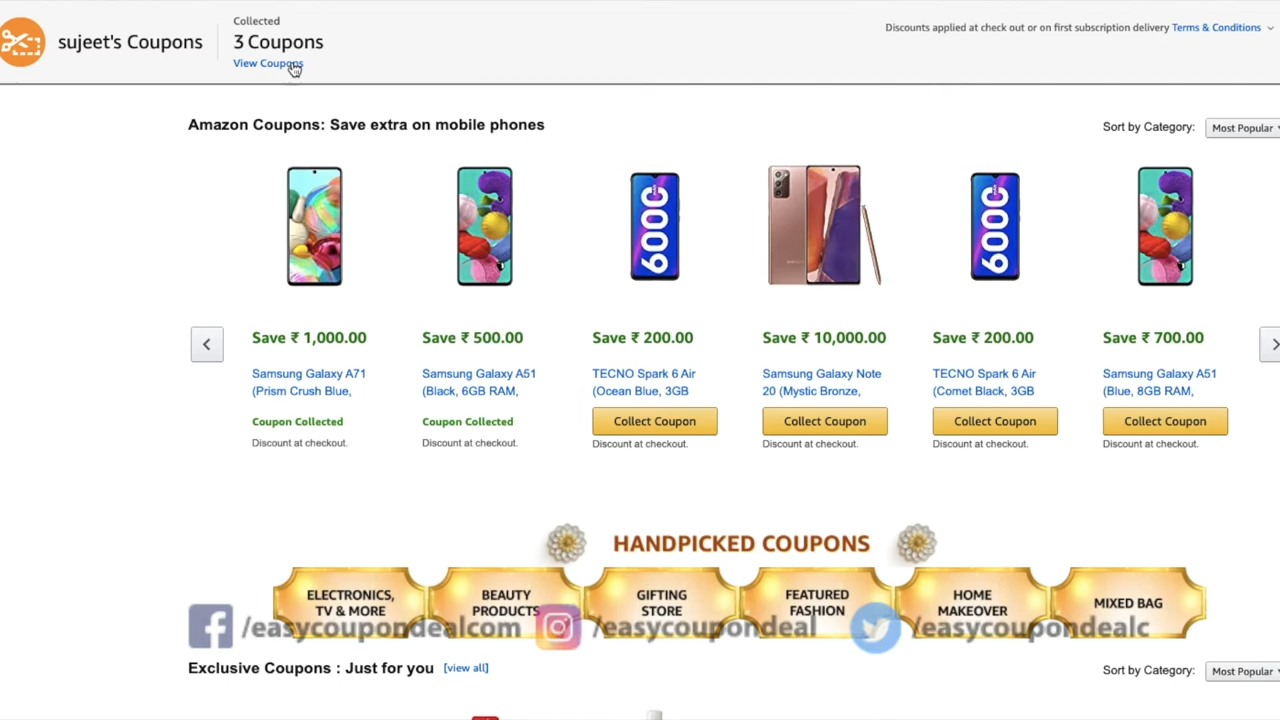 Collected
sujeet's Coupons
3 Coupons
View Coupons
Discounts applied at check out or on first subscription delivery Terms & Conditions
Amazon Coupons: Save extra on mobile phones
Sort by Category:
Most Popular
6000
6000
Save ₹ 1,000.00
Save ₹ 500.00
Save ₹ 200.00
Save ₹ 10,000.00
Save ₹ 200.00
Save ₹ 700.00
Samsung Galaxy A71
(Prism Crush Blue,
Samsung Galaxy A51
(Black, 6GB RAM,
TECNO Spark 6 Air
(Ocean Blue, 3GB
Samsung Galaxy Note
20 (Mystic Bronze,
TECNO Spark 6 Air
(Comet Black, 3GB
Samsung Galaxy A51
(Blue, 8GB RAM,
Coupon Collected
Coupon Collected
Collect Coupon
Collect Coupon
Collect Coupon
Collect Coupon
Discount at checkout.
Discount at checkout.
Discount at checkout.
Discount at checkout.
Discount at checkout.
Discount at checkout.
HANDPICKED COUPONS
ELECTRONICS,
TV & MORE
BEAUTY
PRODUCTS
GIFTING
STORE
FEATURED
FASHION
HOME
MAKEOVER
MIXED BAG
/easycoupondealcom
/easycoupondeal
/easycoupondealc
Exclusive Coupons : Just for you [view all]
Sort by Category:
Most Popular